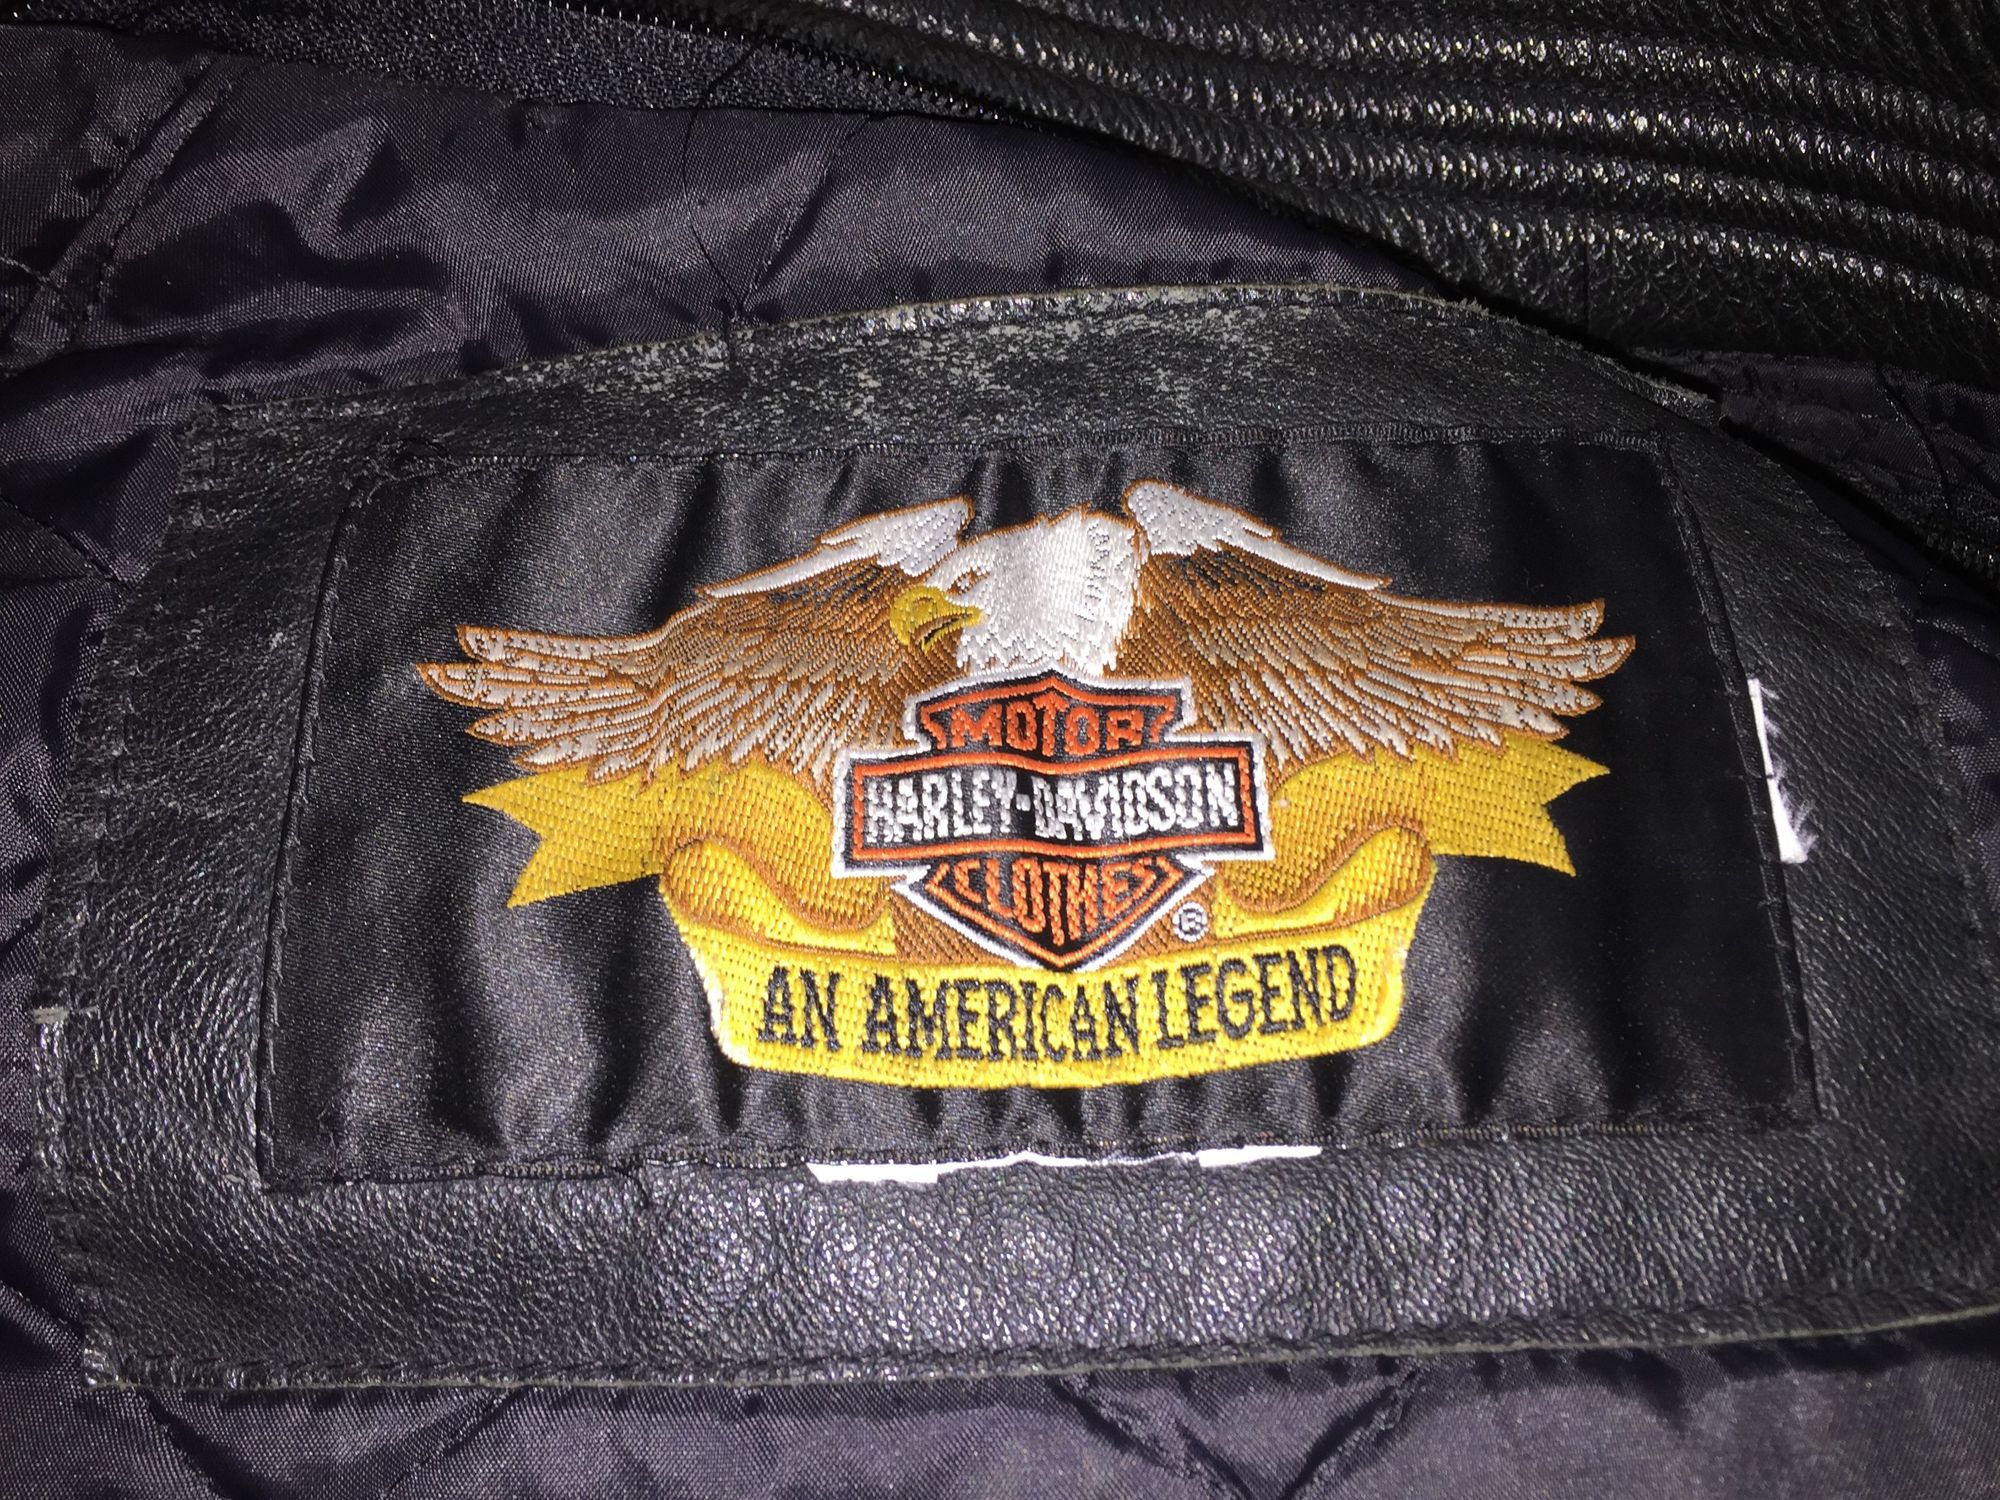 MOTOR
HARLEY-DAVIDSON
CLOTHES
®
AN AMERICAN LEGEND